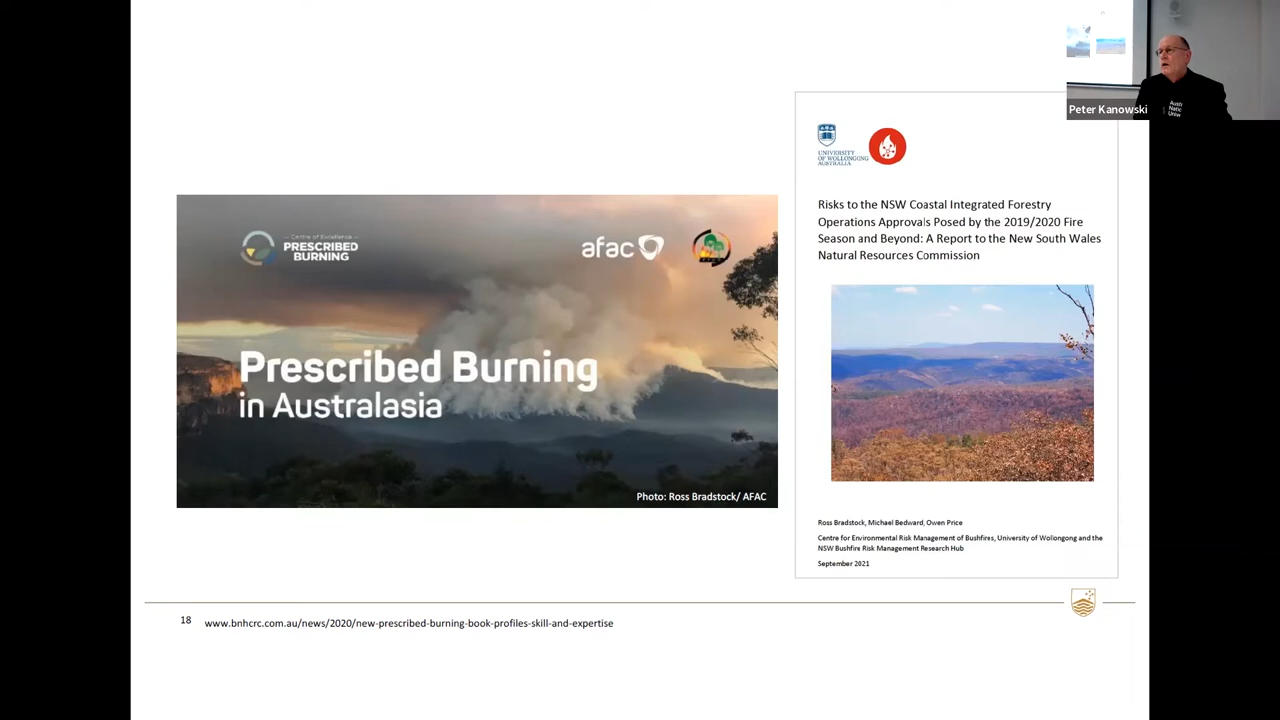 Peter Kanowski
Austr
Natio
Unive
UNIVERSITY
OF WOLLONGONG
AUSTRALIA
Risks to the NSW Coastal Integrated Forestry
Operations Approvals Posed by the 2019/2020 Fire
Season and Beyond: A Report to the New South Wales
Natural Resources Commission
Centre of Excellence
PRESCRIBED
BURNING
afac
Prescribed Burning
in Australasia
Photo: Ross Bradstock/ AFAC
Ross Bradstock, Michael Bedward, Owen Price
Centre for Environmental Risk Management of Bushfires, University of Wollongong and the
NSW Bushfire Risk Management Research Hub
September 2021
18
www.bnhcrc.com.au/news/2020/new-prescribed-burning-book-profiles-skill-and-expertise